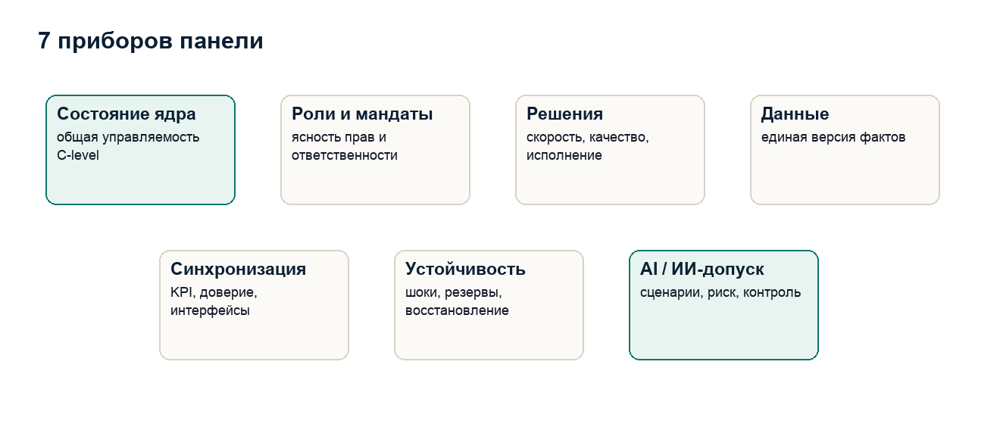 7 приборов панели
Состояние ядра
общая управляемость
C-level
Роли и мандаты
ясность прав и
ответственности
Решения
скорость, качество,
исполнение
Данные
единая версия фактов
Синхронизация
KPI, доверие,
интерфейсы
Устойчивость
шоки, резервы,
восстановление
AI / ИИ-допуск
сценарии, риск, контроль